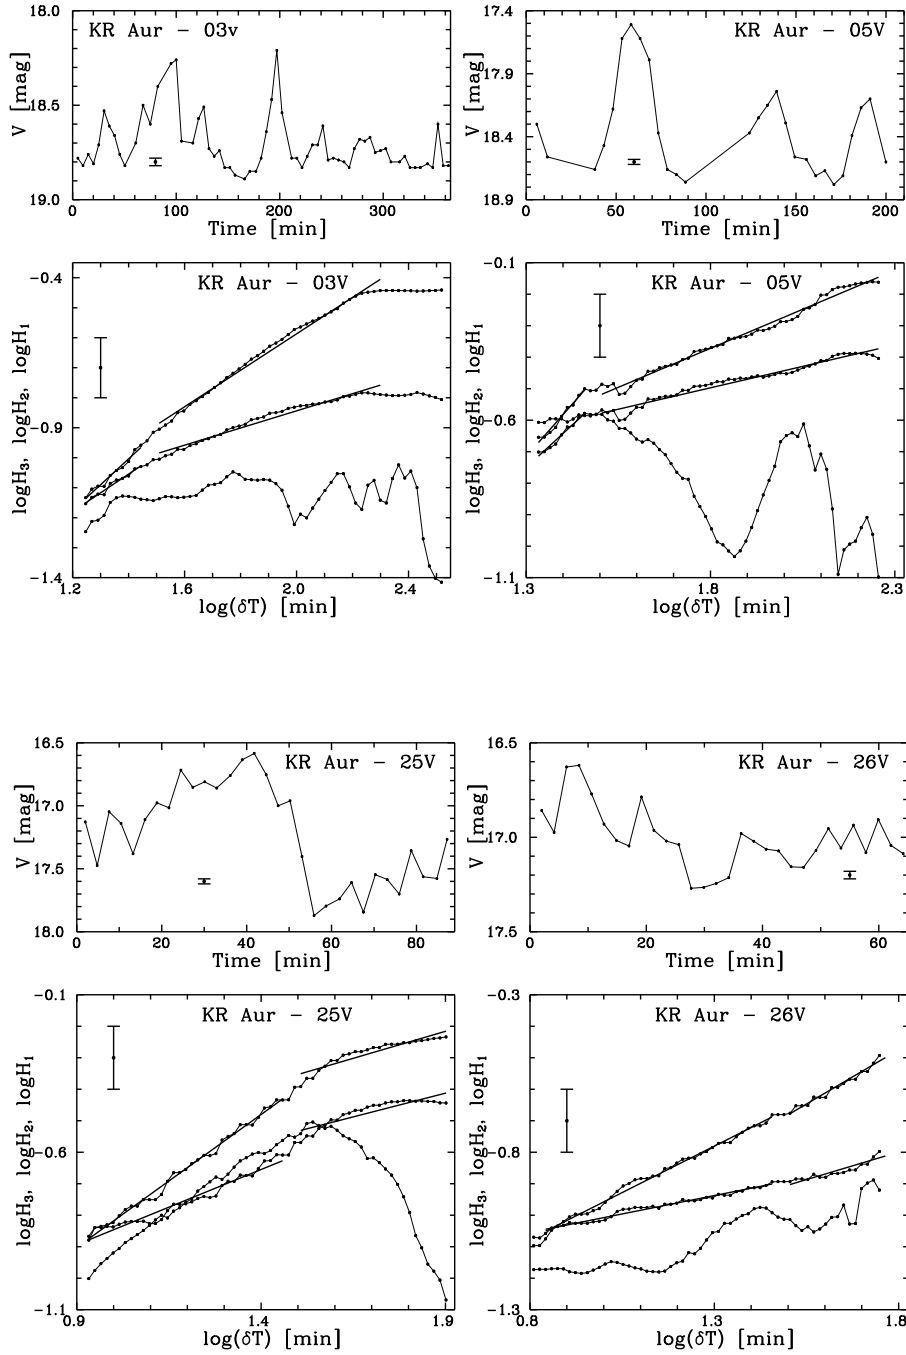 KR Aur – 03v
V [mag]
18.0
18.5
19.0
0
100
200
300
Time [min]
KR Aur – 05V
V [mag]
17.4
17.9
18.4
18.9
0
50
100
150
200
Time [min]
KR Aur – 03V
logH3, logH2, logH1
−0.4
−0.9
−1.4
1.2
1.6
2.0
2.4
log(δT) [min]
KR Aur – 05V
logH3, logH2, logH1
−0.1
−0.6
−1.1
1.3
1.8
2.3
log(δT) [min]
KR Aur – 25V
V [mag]
16.5
17.0
17.5
18.0
0
20
40
60
80
Time [min]
KR Aur – 26V
V [mag]
16.5
17.0
17.5
0
20
40
60
Time [min]
KR Aur – 25V
logH3, logH2, logH1
−0.1
−0.6
−1.1
0.9
1.4
1.9
log(δT) [min]
KR Aur – 26V
logH3, logH2, logH1
−0.3
−0.8
−1.3
0.8
1.3
1.8
log(δT) [min]